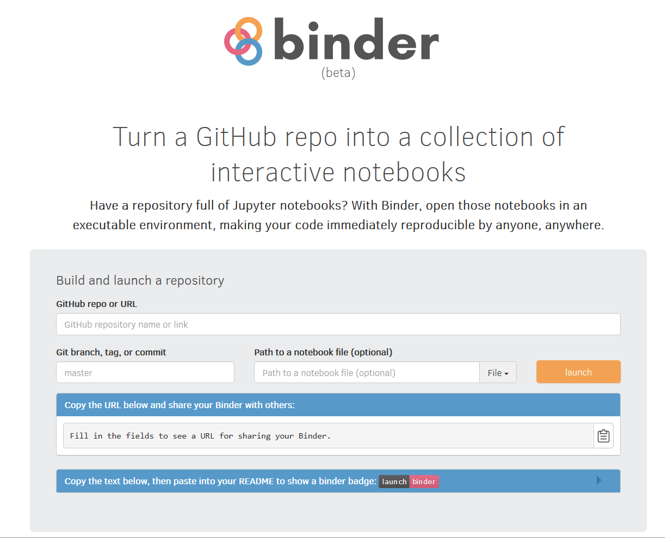 binder
(beta)
Turn a GitHub repo into a collection of
interactive notebooks
Have a repository full of Jupyter notebooks? With Binder, open those notebooks in an
executable environment, making your code immediately reproducible by anyone, anywhere.
Build and launch a repository
GitHub repo or URL
GitHub repository name or link
Git branch, tag, or commit
Path to a notebook file (optional)
master
Path to a notebook file (optional)
File
launch
Copy the URL below and share your Binder with others:
Fill in the fields to see a URL for sharing your Binder.
Copy the text below, then paste into your README to show a binder badge: launch binder